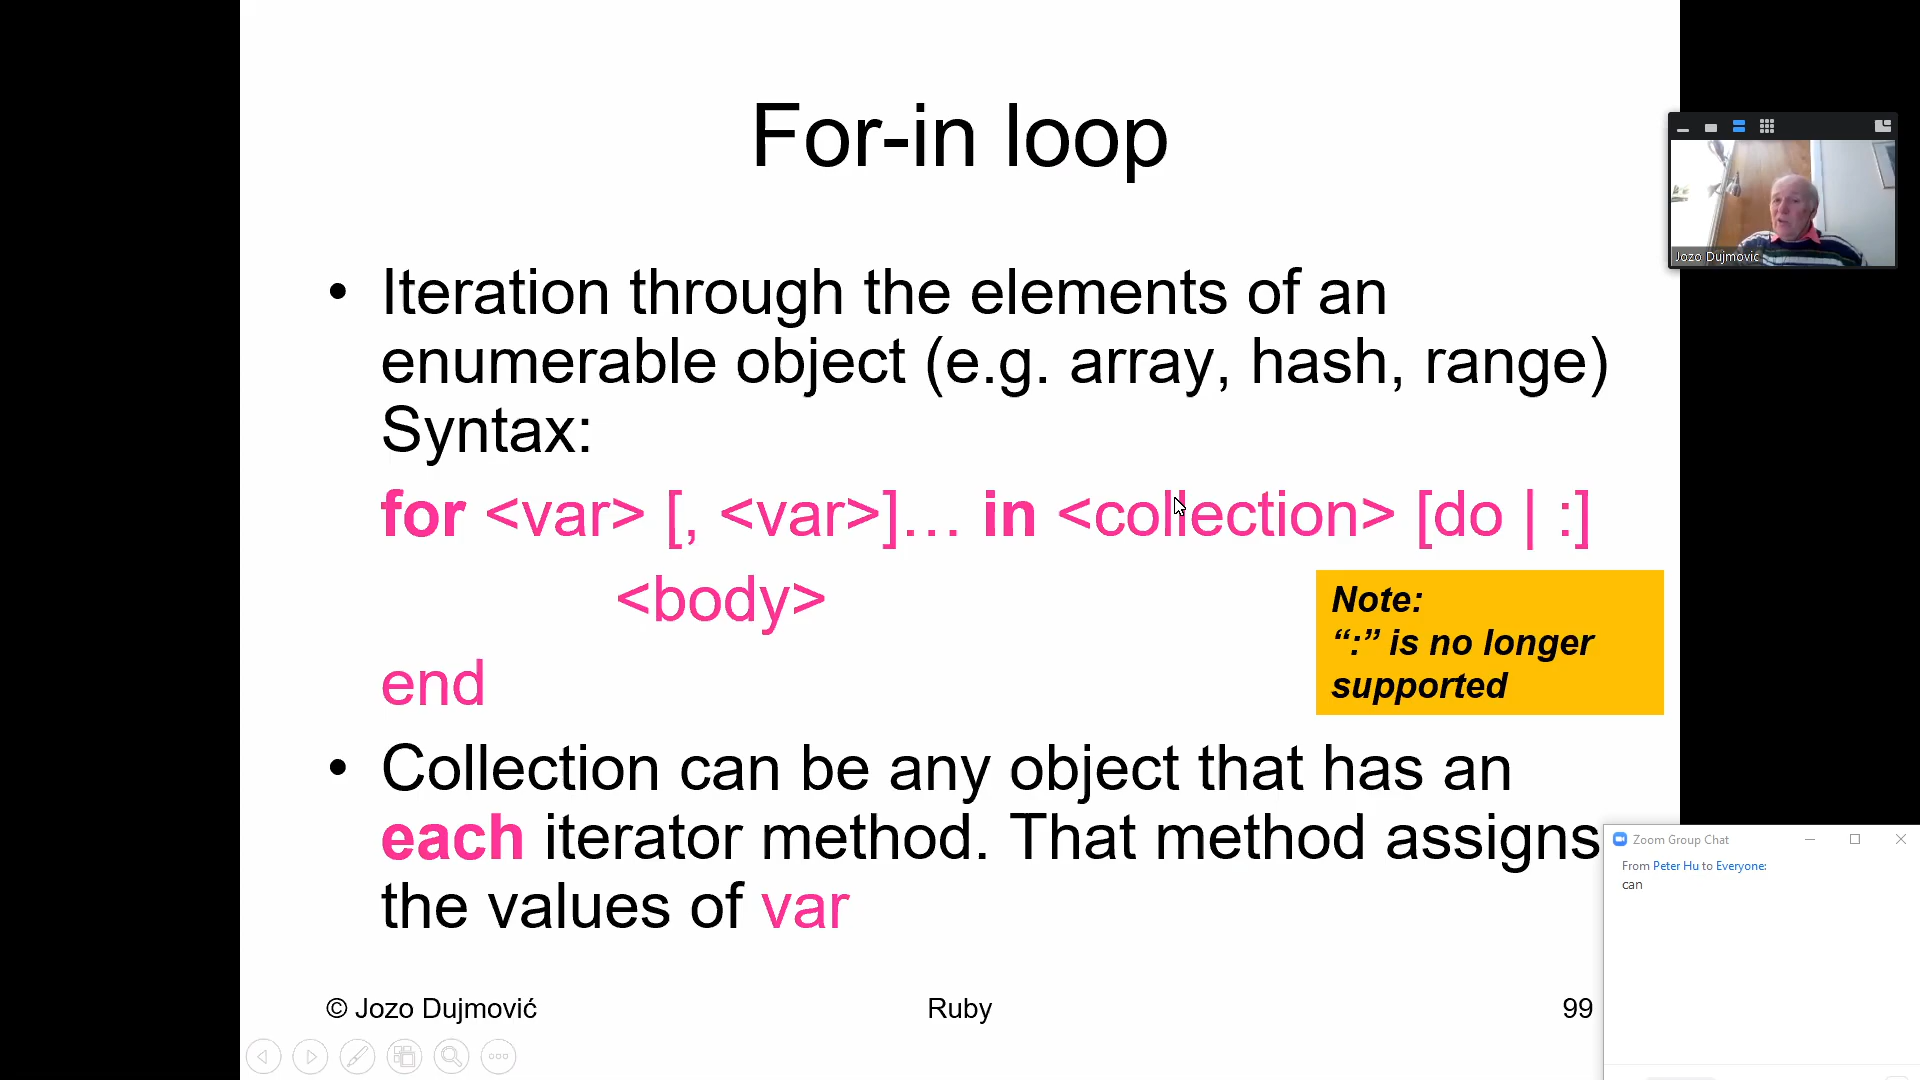 For-in loop
• Iteration through the elements of an
enumerable object (e.g. array, hash, range)
Syntax:
for <var> [, <var>]… in <collection> [do | :]
<body>
end
Note:
“:” is no longer
supported
• Collection can be any object that has an
each iterator method. That method assigns
the values of var
© Jozo Dujmović
Ruby
99
Jozo Dujmovic
Zoom Group Chat
From Peter Hu to Everyone:
can